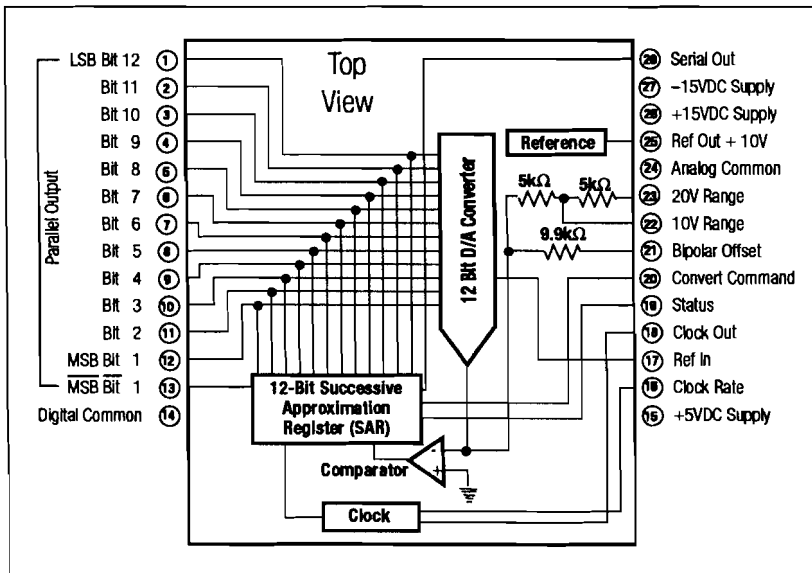 Top
View
Parallel Output
LSB Bit 12 1
Bit 11 2
Bit 10 3
Bit 9 4
Bit 8 5
Bit 7 6
Bit 6 7
Bit 5 8
Bit 4 9
Bit 3 10
Bit 2 11
MSB Bit 1 12
MSB Bit 1 13
Digital Common 14
12 Bit D/A Converter
Reference
5kΩ
5kΩ
9.9kΩ
12-Bit Successive
Approximation
Register (SAR)
Comparator
-
+
Clock
28 Serial Out
27 -15VDC Supply
26 +15VDC Supply
25 Ref Out + 10V
24 Analog Common
23 20V Range
22 10V Range
21 Bipolar Offset
20 Convert Command
19 Status
18 Clock Out
17 Ref In
16 Clock Rate
15 +5VDC Supply